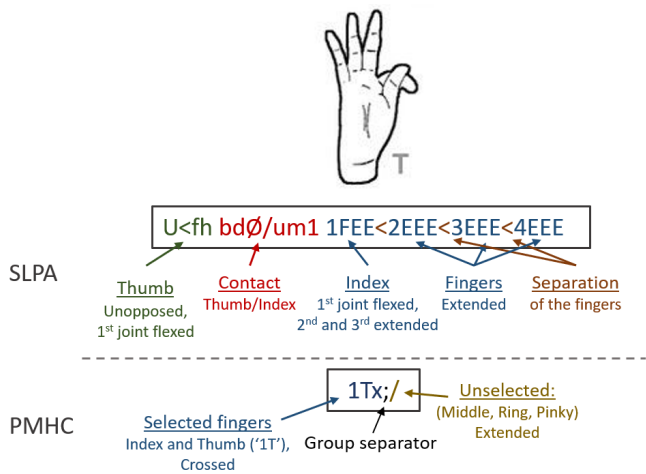 T
U<fh bdØ/um1 1FEE<2EEE<3EEE<4EEE
SLPA
Thumb
Unopposed,
1st joint flexed
Contact
Thumb/Index
Index
1st joint flexed,
2nd and 3rd extended
Fingers
Extended
Separation
of the fingers
1Tx;/
PMHC
Selected fingers
Index and Thumb ('1T'),
Crossed
Group separator
Unselected:
(Middle, Ring, Pinky)
Extended